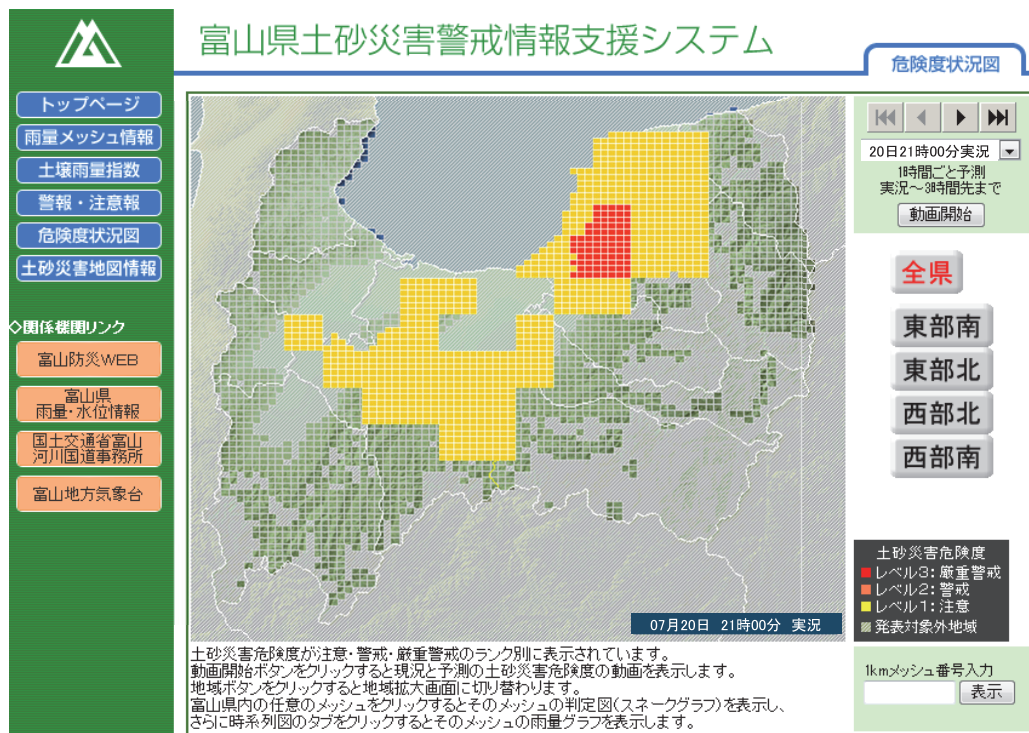 富山県土砂災害警戒情報支援システム
危険度状況図
トップページ
雨量メッシュ情報
土壌雨量指数
警報・注意報
危険度状況図
土砂災害地図情報
◇関係機関リンク
富山防災WEB
富山県
雨量・水位情報
国土交通省富山
河川国道事務所
富山地方気象台
20日21時00分実況
1時間ごと予測
実況～3時間先まで
動画開始
全県
東部南
東部北
西部北
西部南
土砂災害危険度
レベル3:厳重警戒
レベル2:警戒
レベル1:注意
発表対象外地域
07月20日 21時00分 実況
1kmメッシュ番号入力
表示
土砂災害危険度が注意・警戒・厳重警戒のランク別に表示されています。
動画開始ボタンをクリックすると現況と予測の土砂災害危険度の動画を表示します。
地域ボタンをクリックすると地域拡大画面に切り替わります。
富山県内の任意のメッシュをクリックするとそのメッシュの判定図(スネークグラフ)を表示し、
さらに時系列図のタブをクリックするとそのメッシュの雨量グラフを表示します。